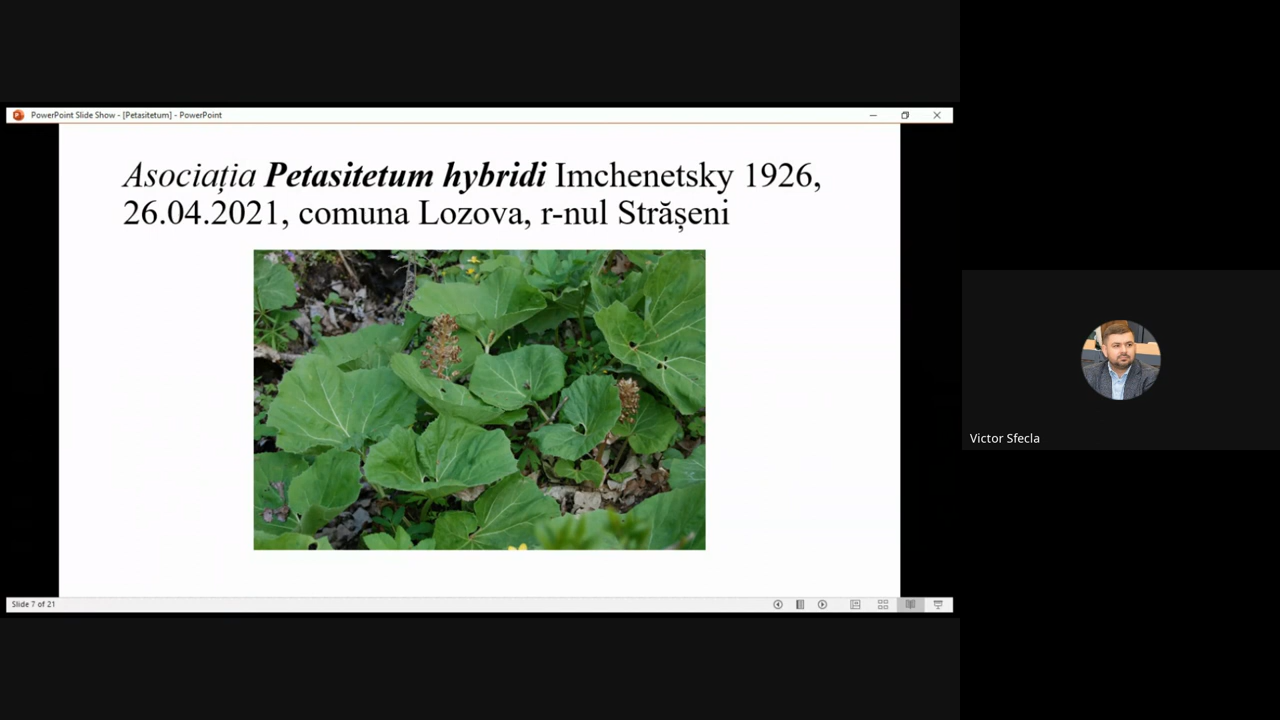 PowerPoint Slide Show - [Petasitetum] - PowerPoint
Asociația Petasitetum hybridi Imchenetsky 1926,
26.04.2021, comuna Lozova, r-nul Strășeni
Victor Sfecla
Slide 7 of 21